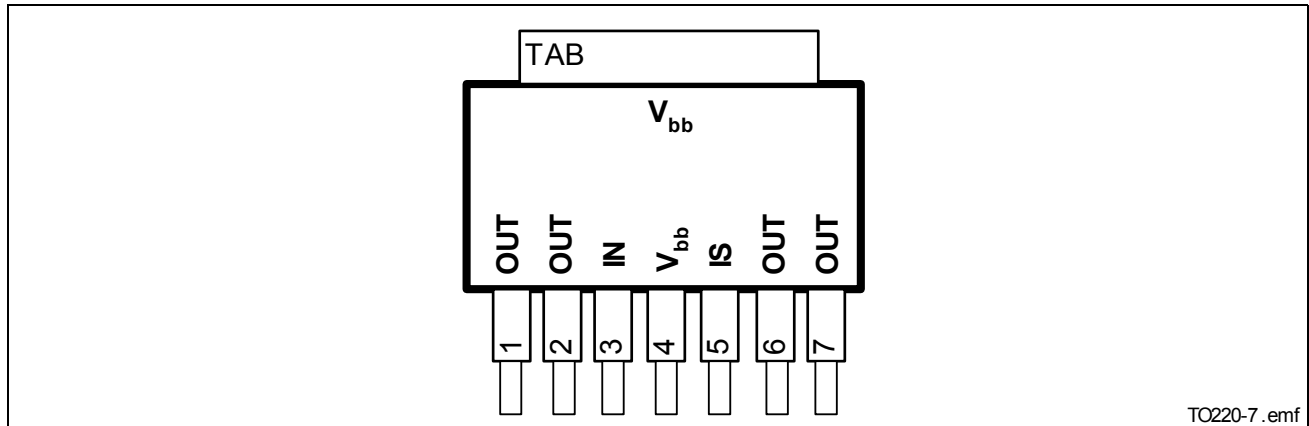 TAB
Vbb
OUT OUT IN Vbb IS OUT OUT
1 2 3 4 5 6 7
TO220-7.emf